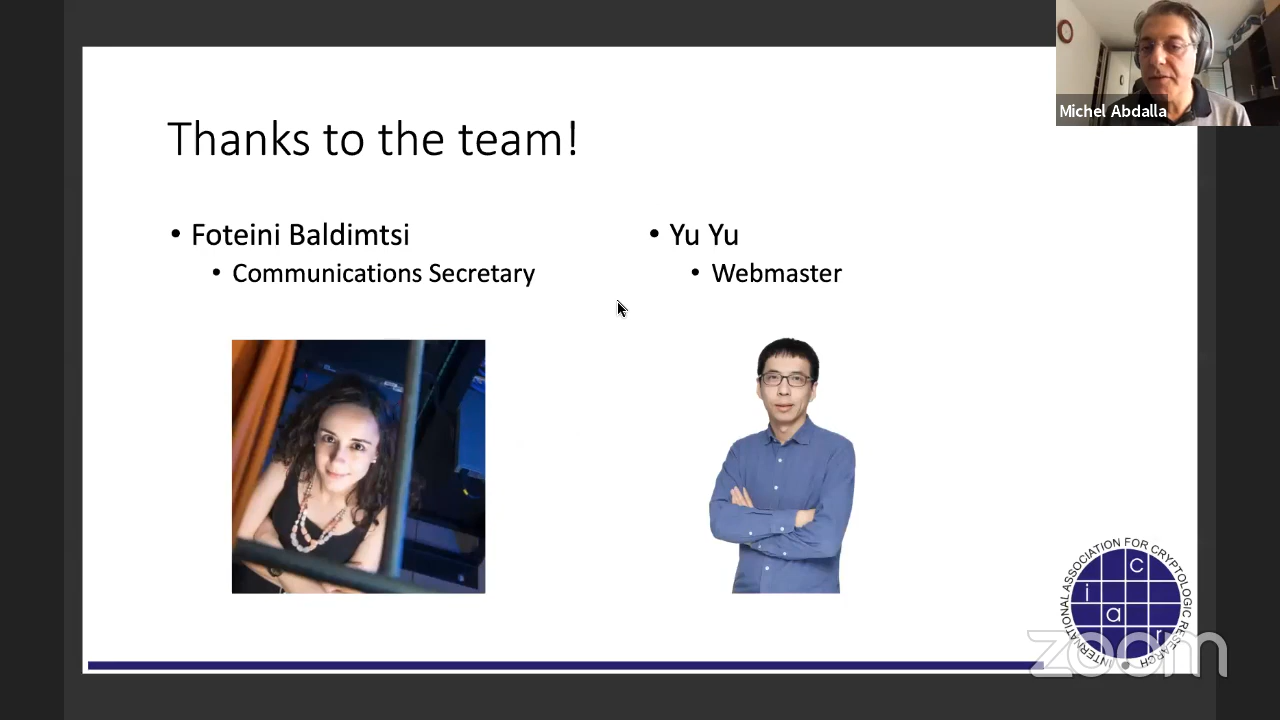 Michel Abdalla
Thanks to the team!
• Foteini Baldimtsi
• Communications Secretary
• Yu Yu
• Webmaster
INTERNATIONAL ASSOCIATION FOR CRYPTOLOGIC RESEARCH
c
i
a
r
zoom